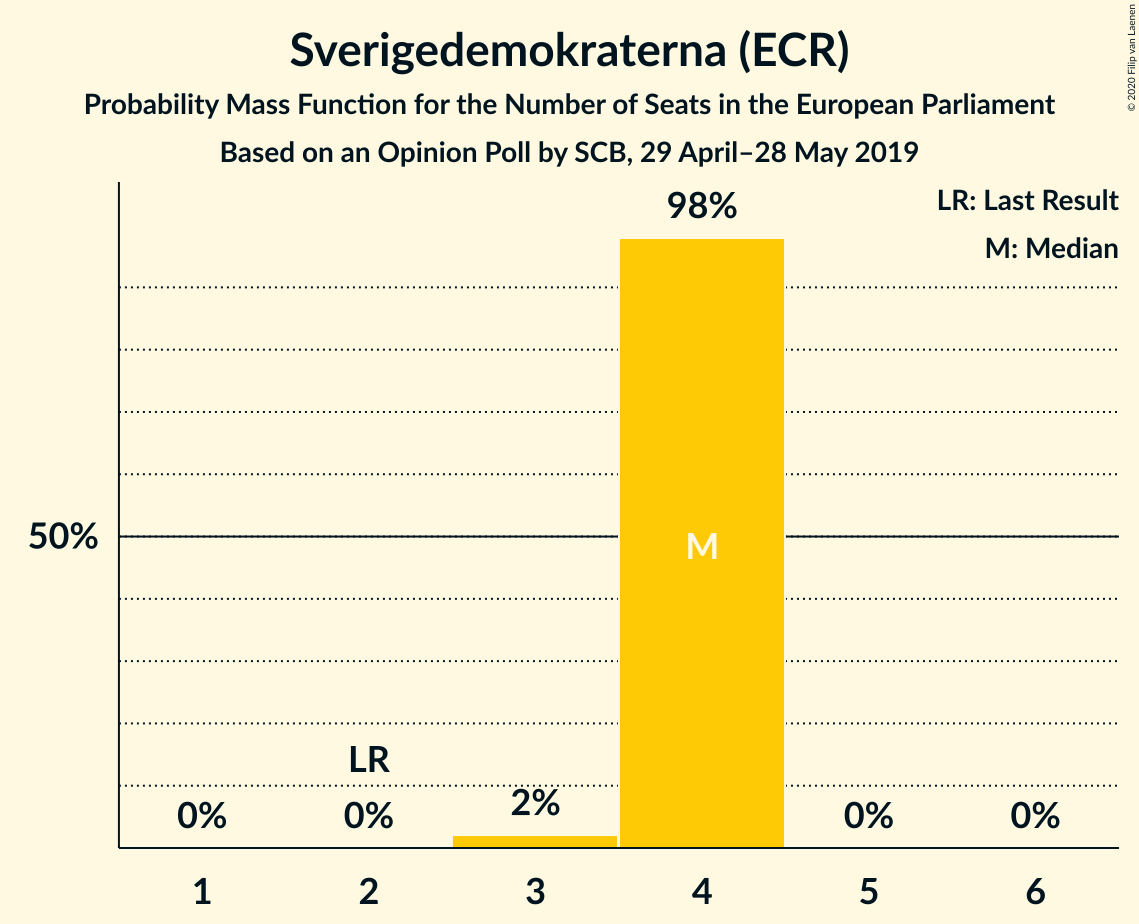 Sverigedemokraterna (ECR)
Probability Mass Function for the Number of Seats in the European Parliament
Based on an Opinion Poll by SCB, 29 April–28 May 2019
© 2020 Filip van Laenen
LR: Last Result
M: Median
98%
50%
M
LR
0%
0%
2%
0%
0%
1
2
3
4
5
6